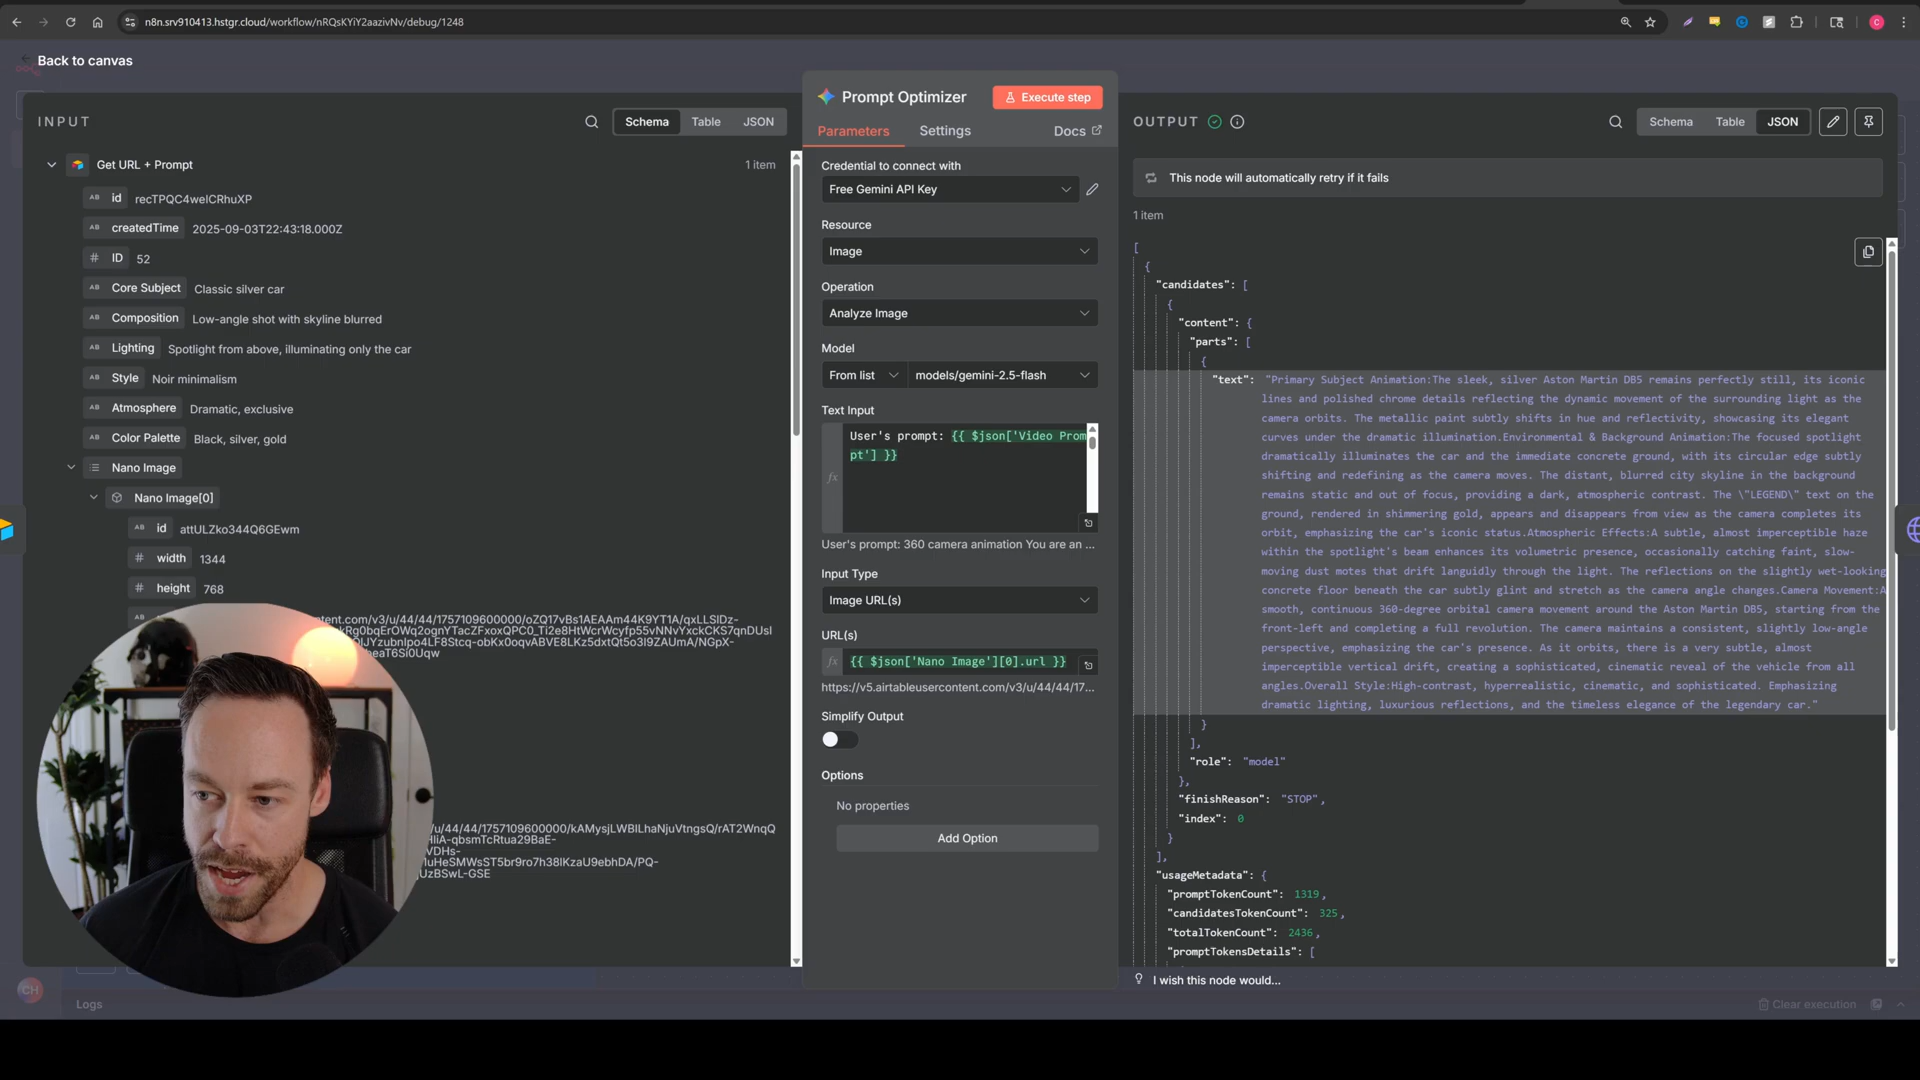 n8n.srv910413.hstgr.cloud/workflow/nRQsKYiY2aazivNv/debug/1248
C
Back to canvas
INPUT
Schema
Table
JSON
Get URL + Prompt
1 item
AB id recTPQC4welCRhuXP
AB createdTime 2025-09-03T22:43:18.000Z
# ID 52
AB Core Subject Classic silver car
AB Composition Low-angle shot with skyline blurred
AB Lighting Spotlight from above, illuminating only the car
AB Style Noir minimalism
AB Atmosphere Dramatic, exclusive
AB Color Palette Black, silver, gold
Nano Image
Nano Image[0]
AB id attULZko344Q6GEwm
# width 1344
# height 768
Prompt Optimizer
Execute step
Parameters
Settings
Docs
Credential to connect with
Free Gemini API Key
Resource
Image
Operation
Analyze Image
Model
From list
models/gemini-2.5-flash
Text Input
fx
User's prompt: {{ $json['Video Prom
pt'] }}
User's prompt: 360 camera animation You are an ...
Input Type
Image URL(s)
URL(s)
fx {{ $json['Nano Image'][0].url }}
https://v5.airtableusercontent.com/v3/u/44/44/17...
Simplify Output
Options
No properties
Add Option
OUTPUT
Schema
Table
JSON
This node will automatically retry if it fails
1 item
[
{
"candidates": [
{
"content": {
"parts": [
{
"text": "Primary Subject Animation:The sleek, silver Aston Martin DB5 remains perfectly still, its iconic
lines and polished chrome details reflecting the dynamic movement of the surrounding light as the
camera orbits. The metallic paint subtly shifts in hue and reflectivity, showcasing its elegant
curves under the dramatic illumination.Environmental & Background Animation:The focused spotlight
dramatically illuminates the car and the immediate concrete ground, with its circular edge subtly
shifting and redefining as the camera moves. The distant, blurred city skyline in the background
remains static and out of focus, providing a dark, atmospheric contrast. The \"LEGEND\" text on the
ground, rendered in shimmering gold, appears and disappears from view as the camera completes its
orbit, emphasizing the car's iconic status.Atmospheric Effects:A subtle, almost imperceptible haze
within the spotlight's beam enhances its volumetric presence, occasionally catching faint, slow-
moving dust motes that drift languidly through the light. The reflections on the slightly wet-looking
concrete floor beneath the car subtly glint and stretch as the camera angle changes.Camera Movement:A
smooth, continuous 360-degree orbital camera movement around the Aston Martin DB5, starting from the
front-left and completing a full revolution. The camera maintains a consistent, slightly low-angle
perspective, emphasizing the car's presence. As it orbits, there is a very subtle, almost
imperceptible vertical drift, creating a sophisticated, cinematic reveal of the vehicle from all
angles.Overall Style:High-contrast, hyperrealistic, cinematic, and sophisticated. Emphasizing
dramatic lighting, luxurious reflections, and the timeless elegance of the legendary car."
}
],
"role": "model"
},
"finishReason": "STOP",
"index": 0
}
],
"usageMetadata": {
"promptTokenCount": 1319,
"candidatesTokenCount": 325,
"totalTokenCount": 2436,
"promptTokensDetails": [
I wish this node would...
CH
Logs
Clear execution